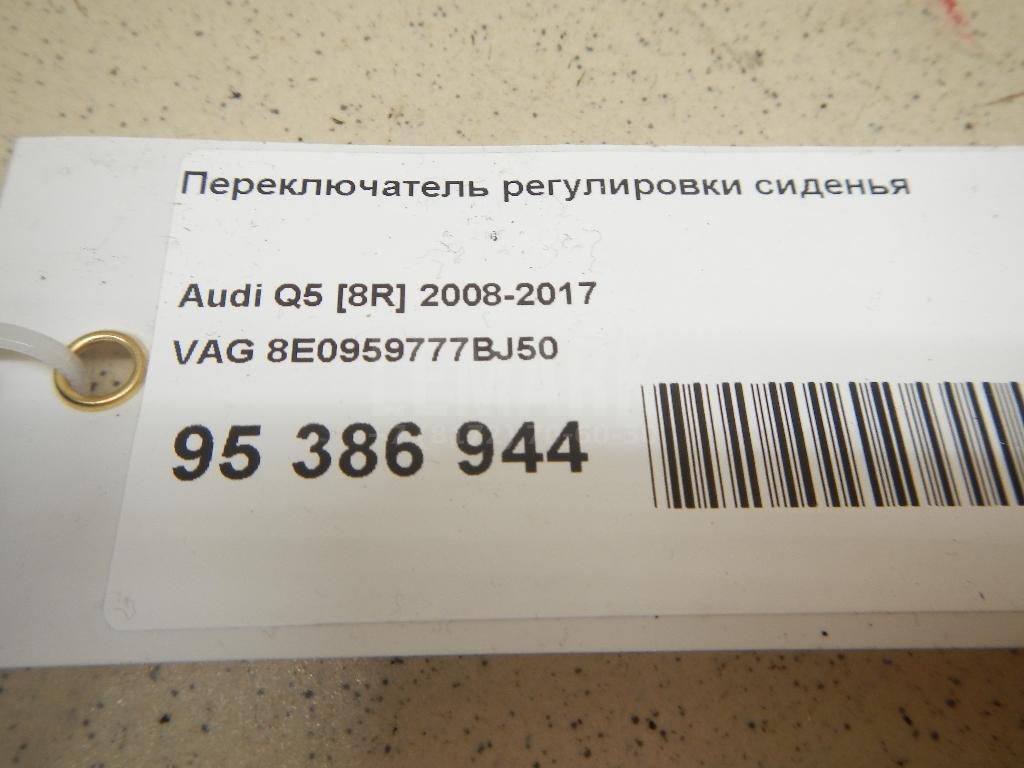 Переключатель регулировки сиденья
Audi Q5 [8R] 2008-2017
VAG 8E0959777BJ50
95 386 944